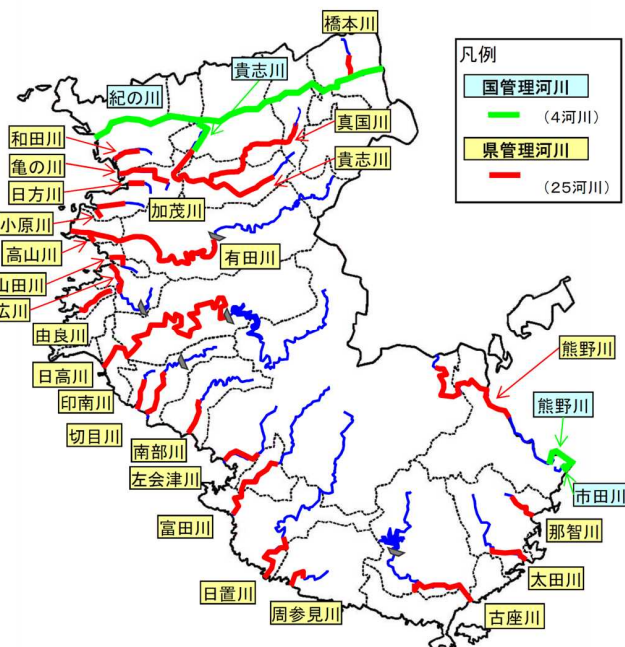 橋本川
貴志川
紀の川
凡例
国管理河川
(4河川)
県管理河川
(25河川)
和田川
真国川
亀の川
貴志川
日方川
加茂川
小原川
有田川
高山川
山田川
広川
由良川
日高川
印南川
切目川
南部川
左会津川
富田川
日置川
周参見川
熊野川
熊野川
市田川
那智川
太田川
古座川